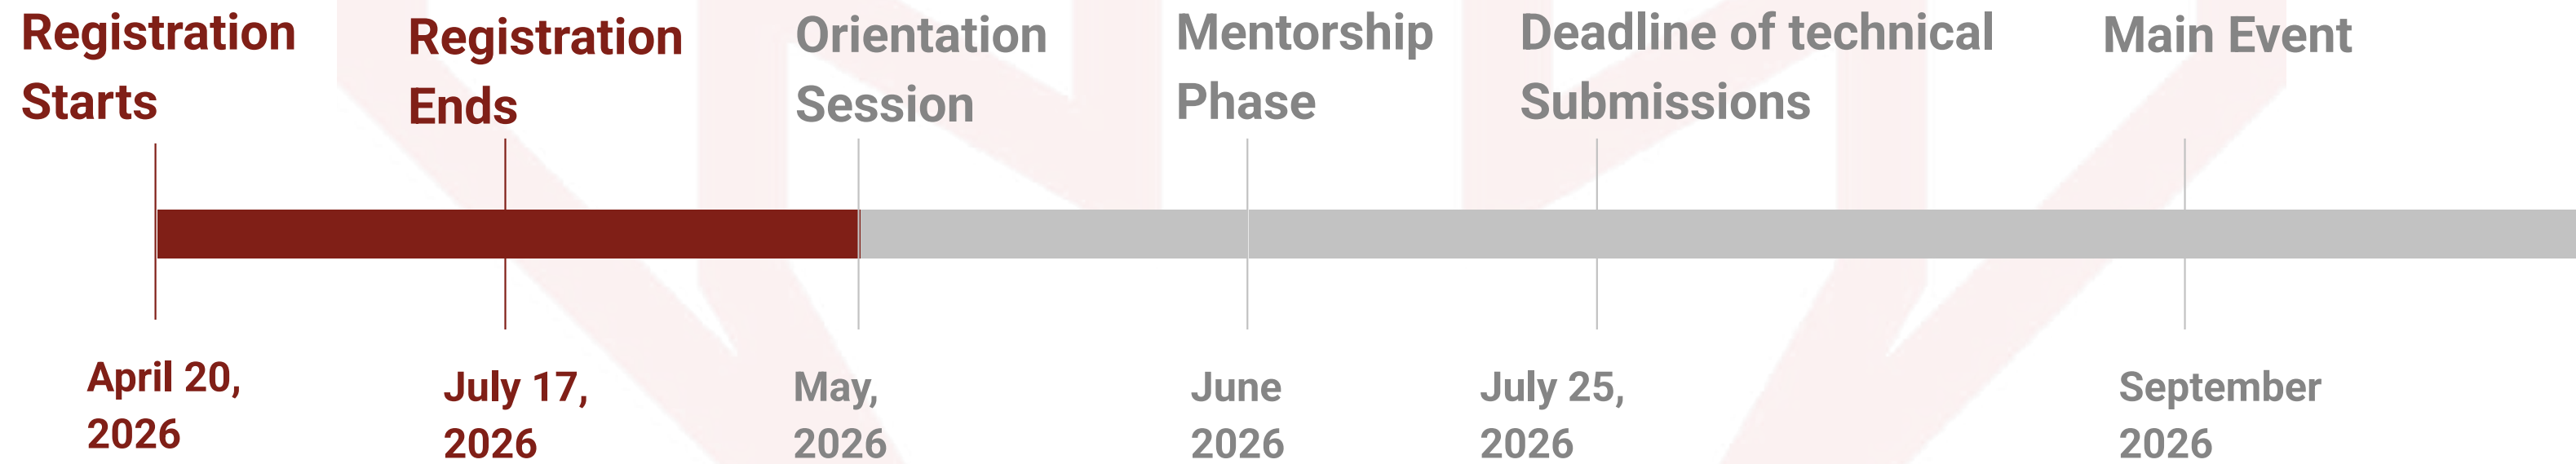 Registration
Starts
Registration
Ends
Orientation
Session
Mentorship
Phase
Deadline of technical
Submissions
Main Event
April 20,
2026
July 17,
2026
May,
2026
June
2026
July 25,
2026
September
2026